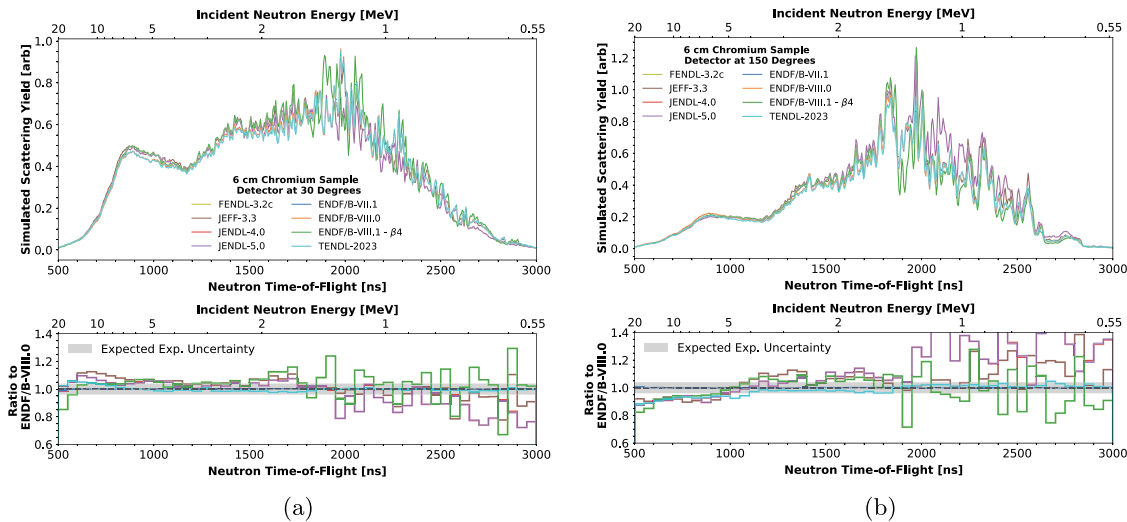 Incident Neutron Energy [MeV]
20 10 5 2 1 0.55
Simulated Scattering Yield [arb]
1.0
0.8
0.6
0.4
0.2
0.0
6 cm Chromium Sample
Detector at 30 Degrees
FENDL-3.2c
JEFF-3.3
JENDL-4.0
JENDL-5.0
ENDF/B-VII.1
ENDF/B-VIII.0
ENDF/B-VIII.1 - β4
TENDL-2023
500 1000 1500 2000 2500 3000
Neutron Time-of-Flight [ns]
Incident Neutron Energy [MeV]
20 10 5 2 1 0.55
Ratio to
ENDF/B-VIII.0
1.4
1.2
1.0
0.8
0.6
Expected Exp. Uncertainty
500 1000 1500 2000 2500 3000
Neutron Time-of-Flight [ns]
(a)
Incident Neutron Energy [MeV]
20 10 5 2 1 0.55
Simulated Scattering Yield [arb]
1.2
1.0
0.8
0.6
0.4
0.2
0.0
6 cm Chromium Sample
Detector at 150 Degrees
FENDL-3.2c
JEFF-3.3
JENDL-4.0
JENDL-5.0
ENDF/B-VII.1
ENDF/B-VIII.0
ENDF/B-VIII.1 - β4
TENDL-2023
500 1000 1500 2000 2500 3000
Neutron Time-of-Flight [ns]
Incident Neutron Energy [MeV]
20 10 5 2 1 0.55
Ratio to
ENDF/B-VIII.0
1.4
1.2
1.0
0.8
0.6
Expected Exp. Uncertainty
500 1000 1500 2000 2500 3000
Neutron Time-of-Flight [ns]
(b)